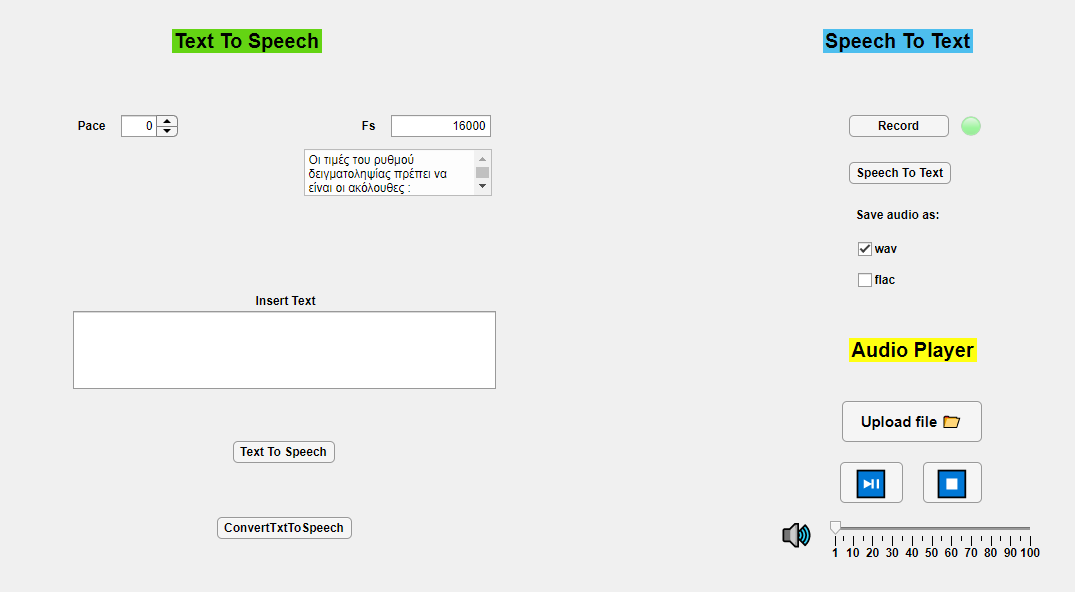 Text To Speech
Speech To Text
Pace 0
Fs 16000
Οι τιμές του ρυθμού
δειγματοληψίας πρέπει να
είναι οι ακόλουθες :
Insert Text
Text To Speech
ConvertTxtToSpeech
Record
Speech To Text
Save audio as:
wav
flac
Audio Player
Upload file
1 10 20 30 40 50 60 70 80 90 100